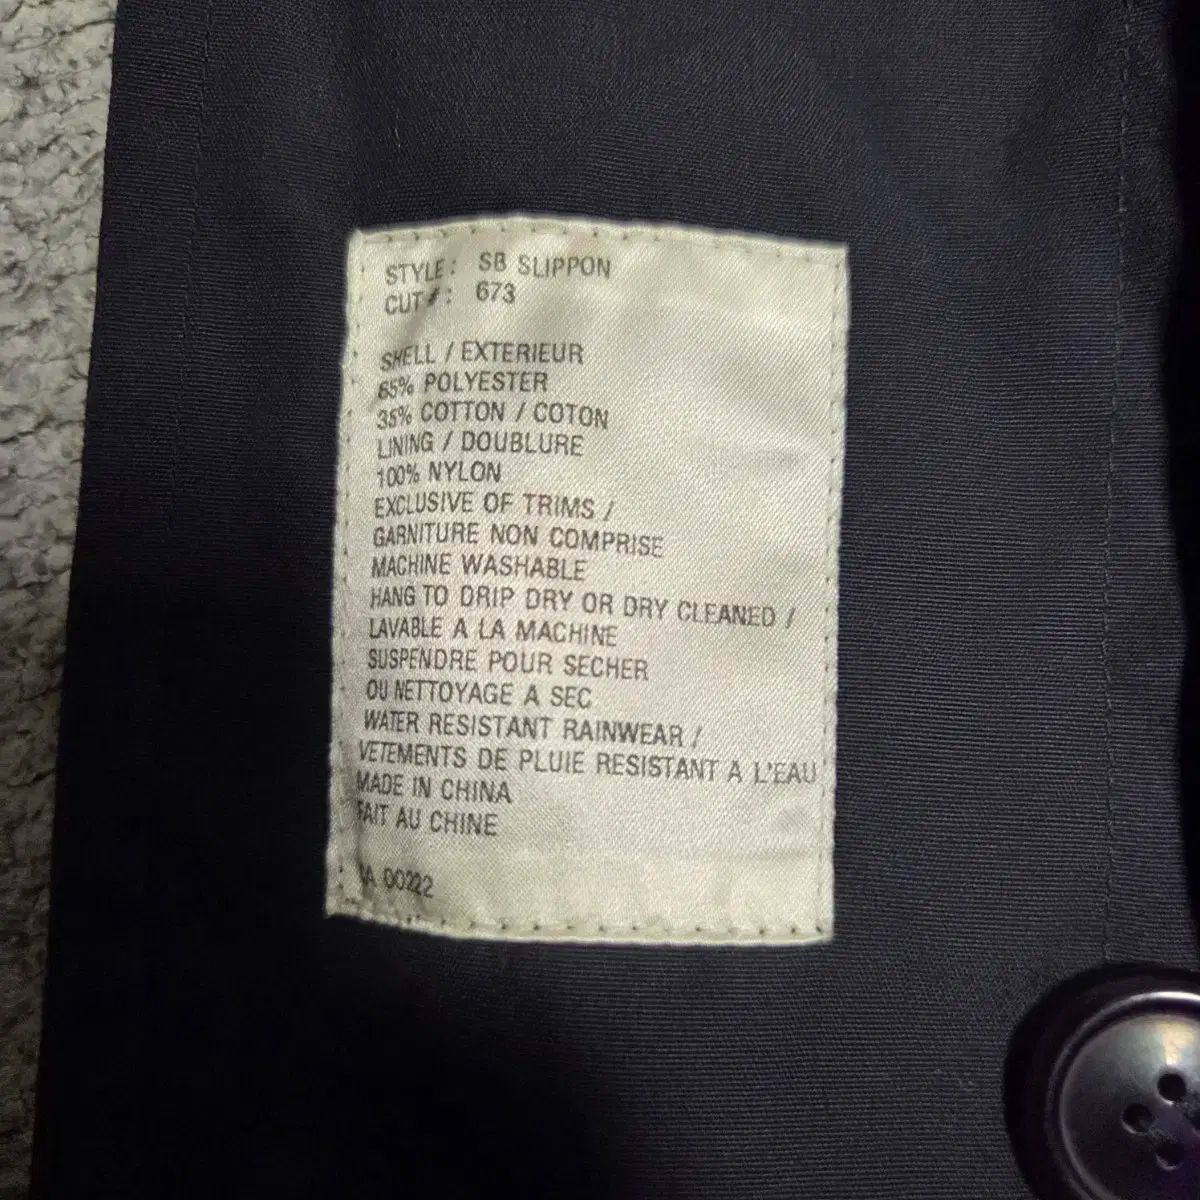 STYLE: SB SLIPPON
CUT #: 673
SHELL / EXTERIEUR
65% POLYESTER
35% COTTON / COTON
LINING / DOUBLURE
100% NYLON
EXCLUSIVE OF TRIMS /
GARNITURE NON COMPRISE
MACHINE WASHABLE
HANG TO DRIP DRY OR DRY CLEANED /
LAVABLE A LA MACHINE
SUSPENDRE POUR SECHER
OU NETTOYAGE A SEC
WATER RESISTANT RAINWEAR /
VETEMENTS DE PLUIE RESISTANT A L'EAU
MADE IN CHINA
FAIT AU CHINE
00222